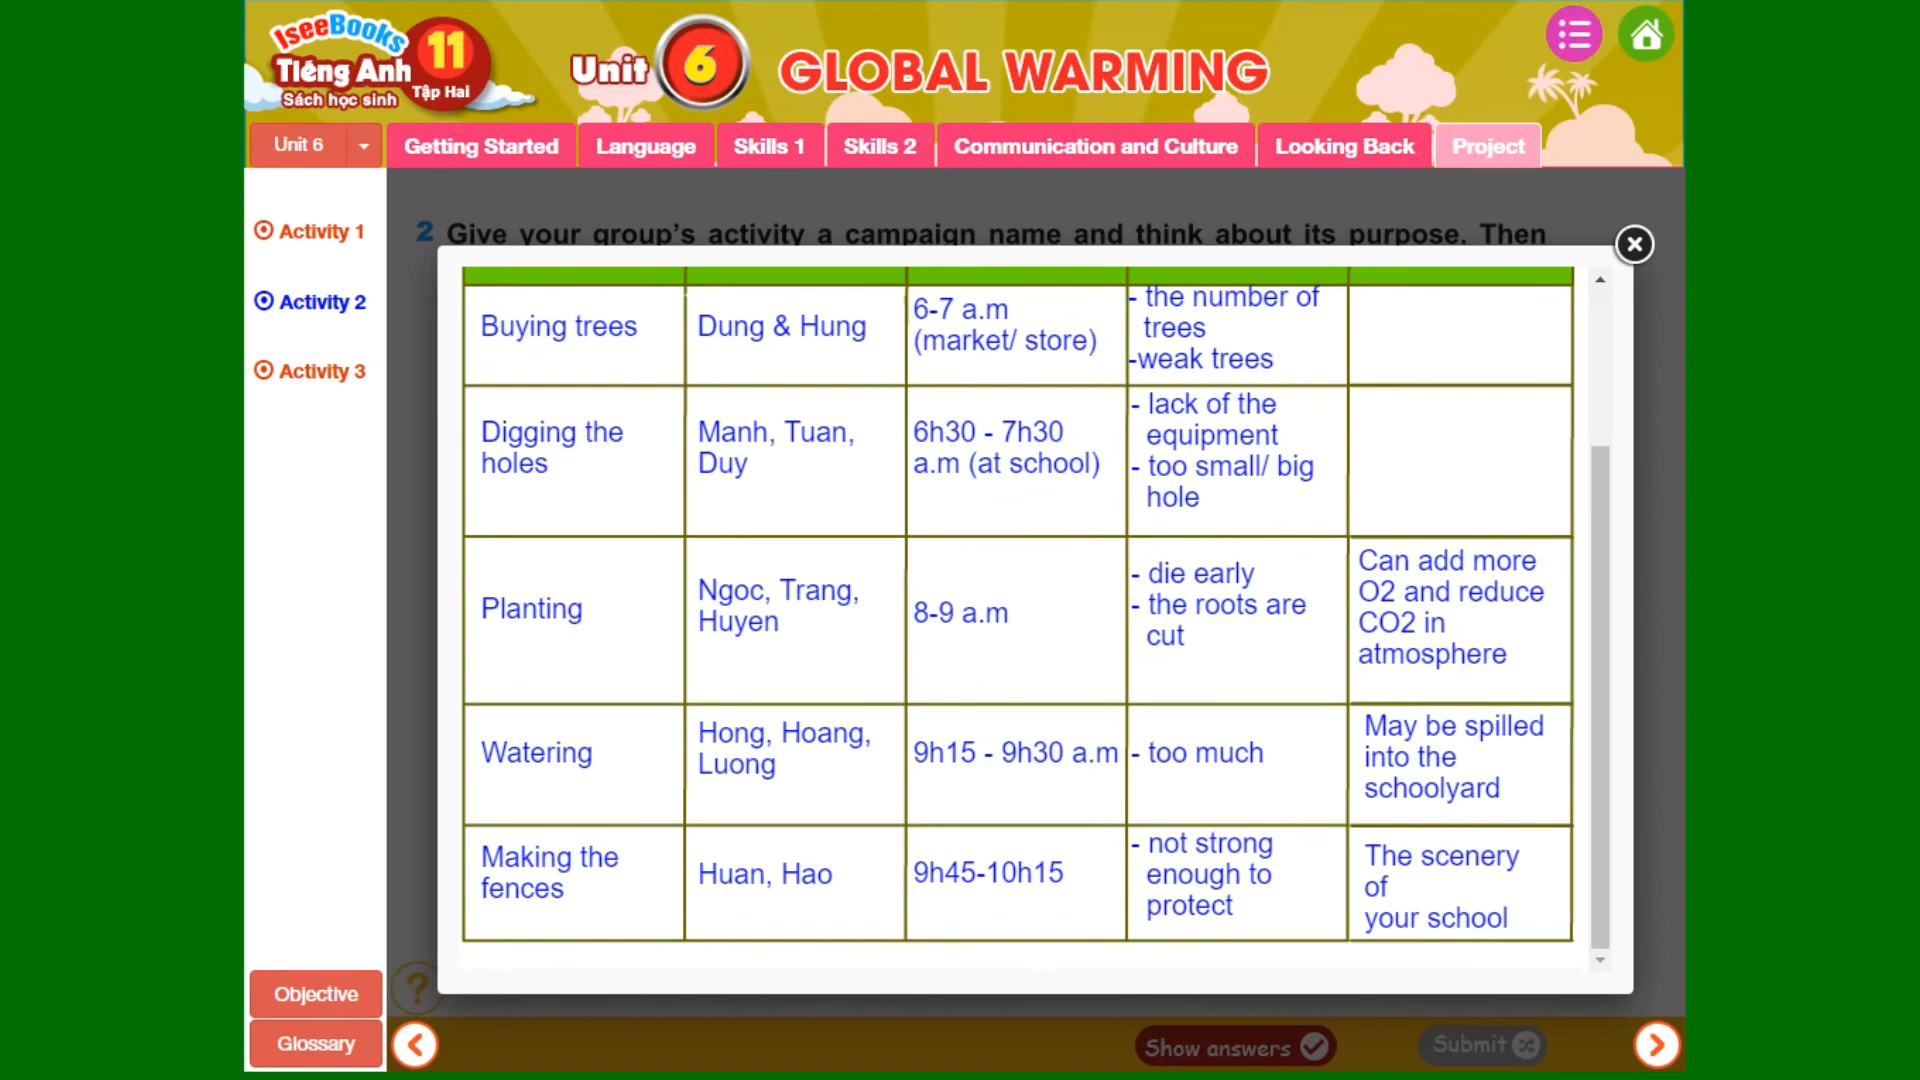 IseeBooks
Tiếng Anh 11
Sách học sinh Tập Hai
Unit 6 GLOBAL WARMING
Unit 6
Getting Started
Language
Skills 1
Skills 2
Communication and Culture
Looking Back
Project
Activity 1
Activity 2
Activity 3
2 Give your group's activity a campaign name and think about its purpose. Then
Buying trees
Dung & Hung
6-7 a.m
(market/ store)
- the number of
trees
-weak trees
Digging the
holes
Manh, Tuan,
Duy
6h30 - 7h30
a.m (at school)
- lack of the
equipment
- too small/ big
hole
Planting
Ngoc, Trang,
Huyen
8-9 a.m
- die early
- the roots are
cut
Can add more
O2 and reduce
CO2 in
atmosphere
Watering
Hong, Hoang,
Luong
9h15 - 9h30 a.m
- too much
May be spilled
into the
schoolyard
Making the
fences
Huan, Hao
9h45-10h15
- not strong
enough to
protect
The scenery
of
your school
Objective
Glossary
?
Show answers
Submit